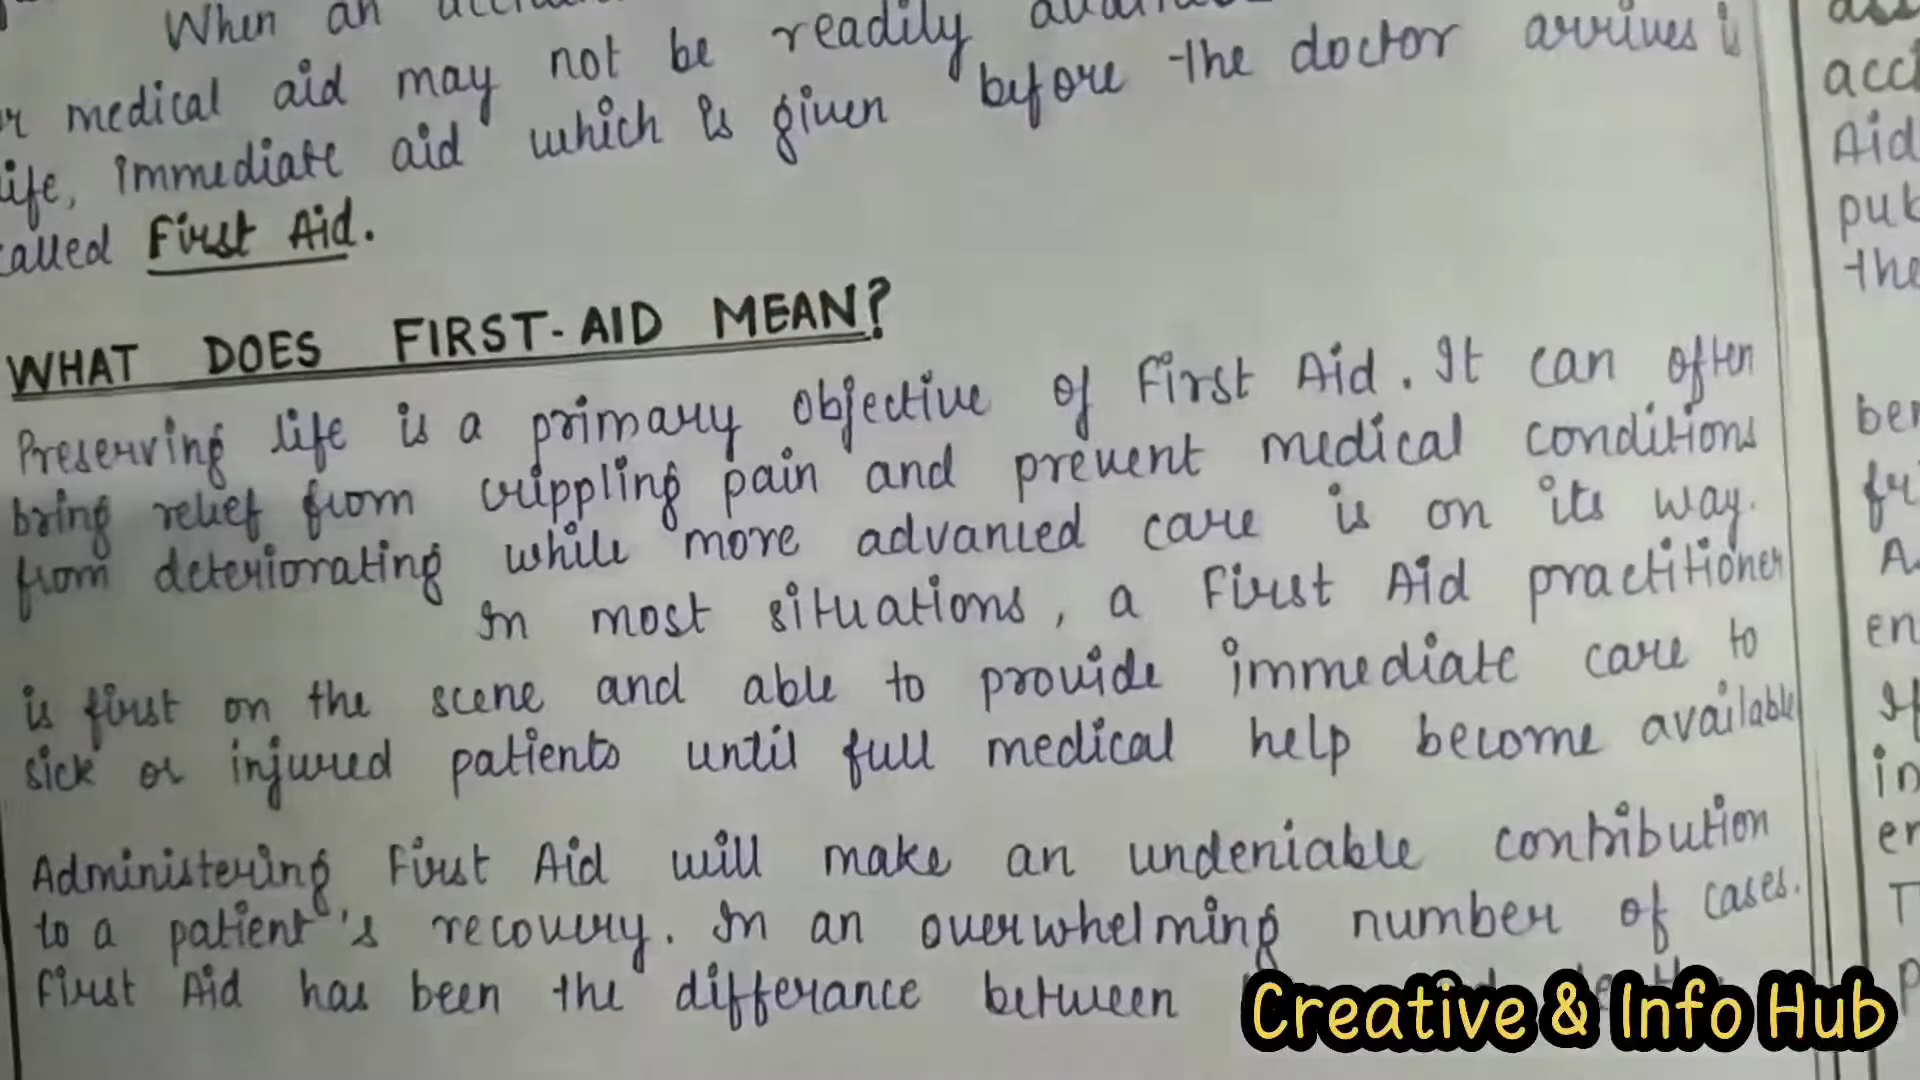 When an
medical aid may not be readily
life, immediate aid which is given before the doctor arrives is
called First Aid.
WHAT DOES FIRST-AID MEAN?
Preserving life is a primary objective of First Aid. It can often
bring relief from crippling pain and prevent medical conditions
from deteriorating while more advanced care is on its way.
In most situations, a First Aid practitioner
is first on the scene and able to provide immediate care to
sick or injured patients until full medical help become available
Administering First Aid will make an undeniable contribution
to a patient's recovery. In an overwhelming number of cases.
First Aid has been the differance between
Aid
the
Creative & Info Hub